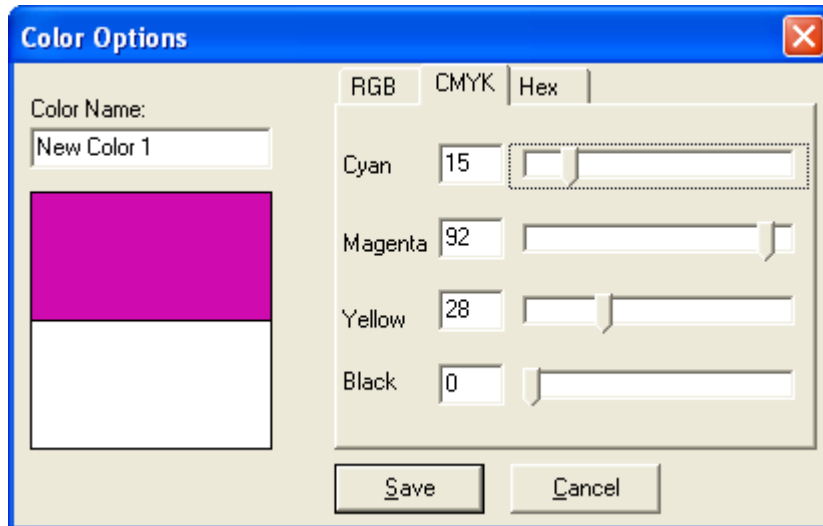 Color Options
Color Name:
New Color 1
RGB CMYK Hex
Cyan 15
Magenta 92
Yellow 28
Black 0
Save Cancel